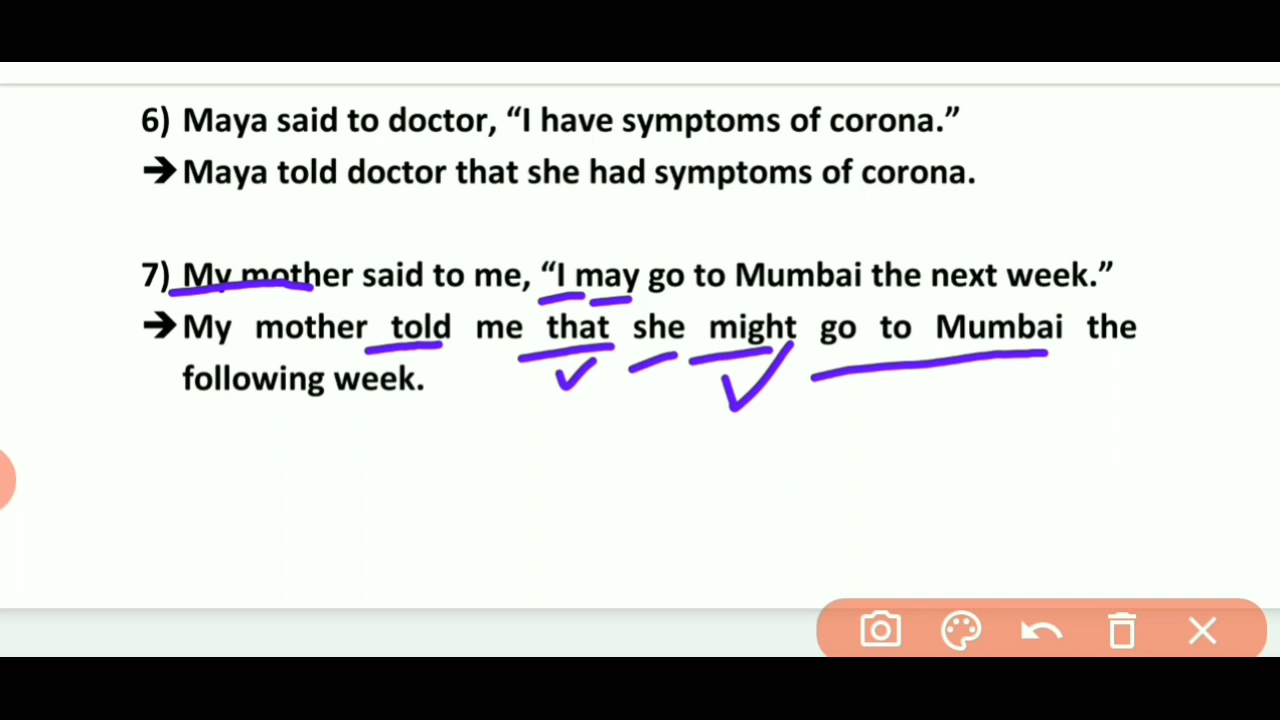 6) Maya said to doctor, “I have symptoms of corona.”
➔ Maya told doctor that she had symptoms of corona.
7) My mother said to me, “I may go to Mumbai the next week.”
➔ My mother told me that she might go to Mumbai the
following week.